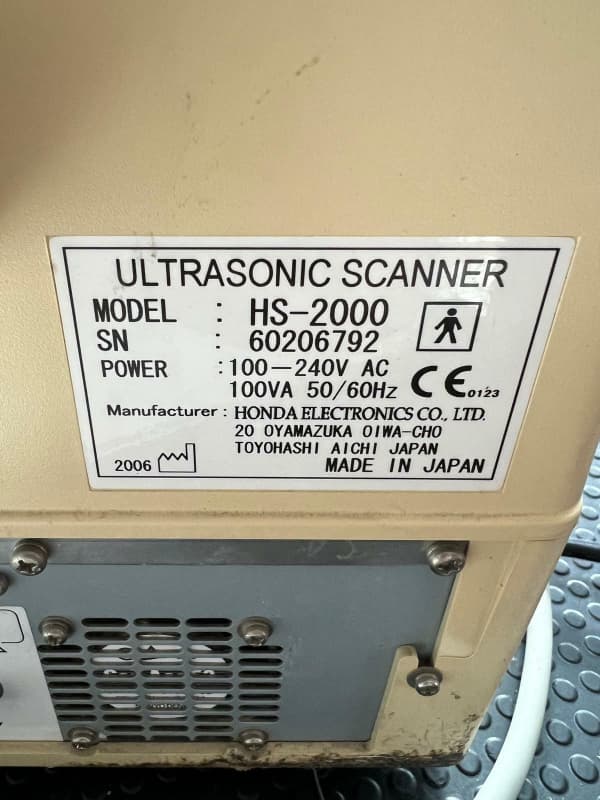 ULTRASONIC SCANNER
MODEL : HS-2000
SN : 60206792
POWER : 100-240V AC
100VA 50/60Hz CE 0123
Manufacturer : HONDA ELECTRONICS CO., LTD.
20 OYAMAZUKA OIWA-CHO
TOYOHASHI AICHI JAPAN
2006 MADE IN JAPAN